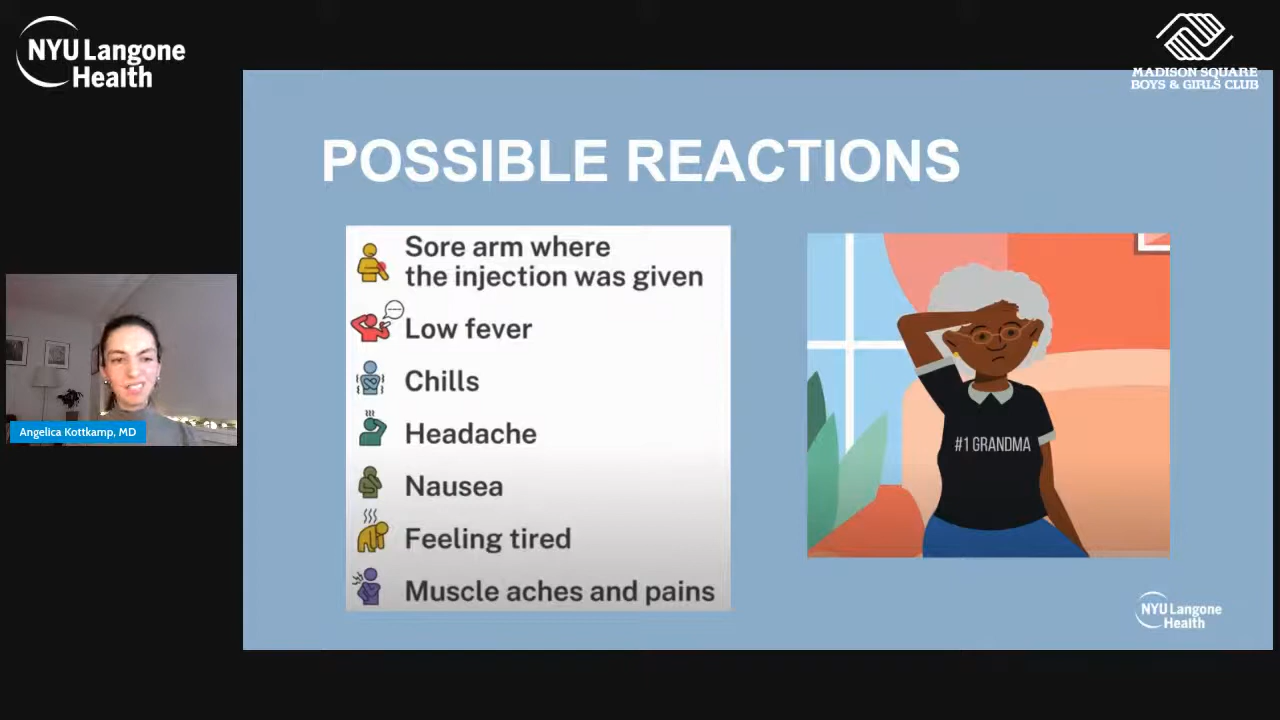 NYU Langone
Health
MADISON SQUARE
BOYS & GIRLS CLUB
POSSIBLE REACTIONS
Sore arm where
the injection was given
Low fever
Chills
Headache
Nausea
Feeling tired
Muscle aches and pains
#1 GRANDMA
Angelica Kottkamp, MD
NYU Langone
Health